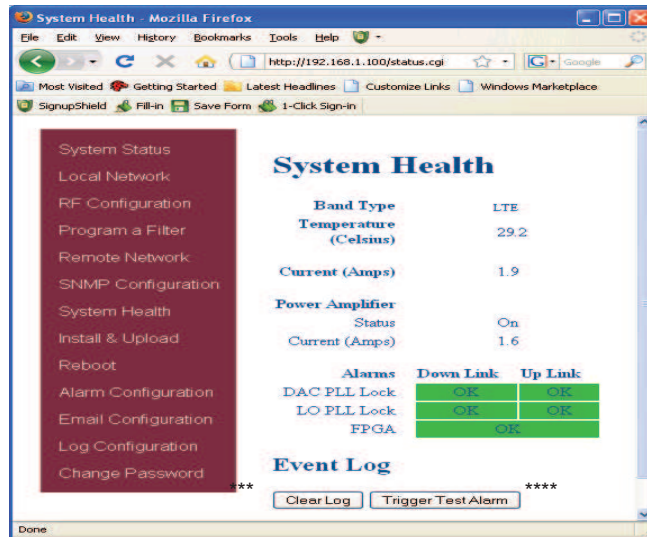 System Health - Mozilla Firefox
File Edit View History Bookmarks Tools Help
http://192.168.1.100/status.cgi
G Google
Most Visited Getting Started Latest Headlines Customize Links Windows Marketplace
SignupShield Fill-in Save Form 1-Click Sign-in
System Status
Local Network
RF Configuration
Program a Filter
Remote Network
SNMP Configuration
System Health
Install & Upload
Reboot
Alarm Configuration
Email Configuration
Log Configuration
Change Password
System Health
Band Type LTE
Temperature
(Celsius) 29.2
Current (Amps) 1.9
Power Amplifier
Status On
Current (Amps) 1.6
Alarms Down Link Up Link
DAC PLL Lock OK OK
LO PLL Lock OK OK
FPGA OK
Event Log
*** ****
Clear Log Trigger Test Alarm
Done